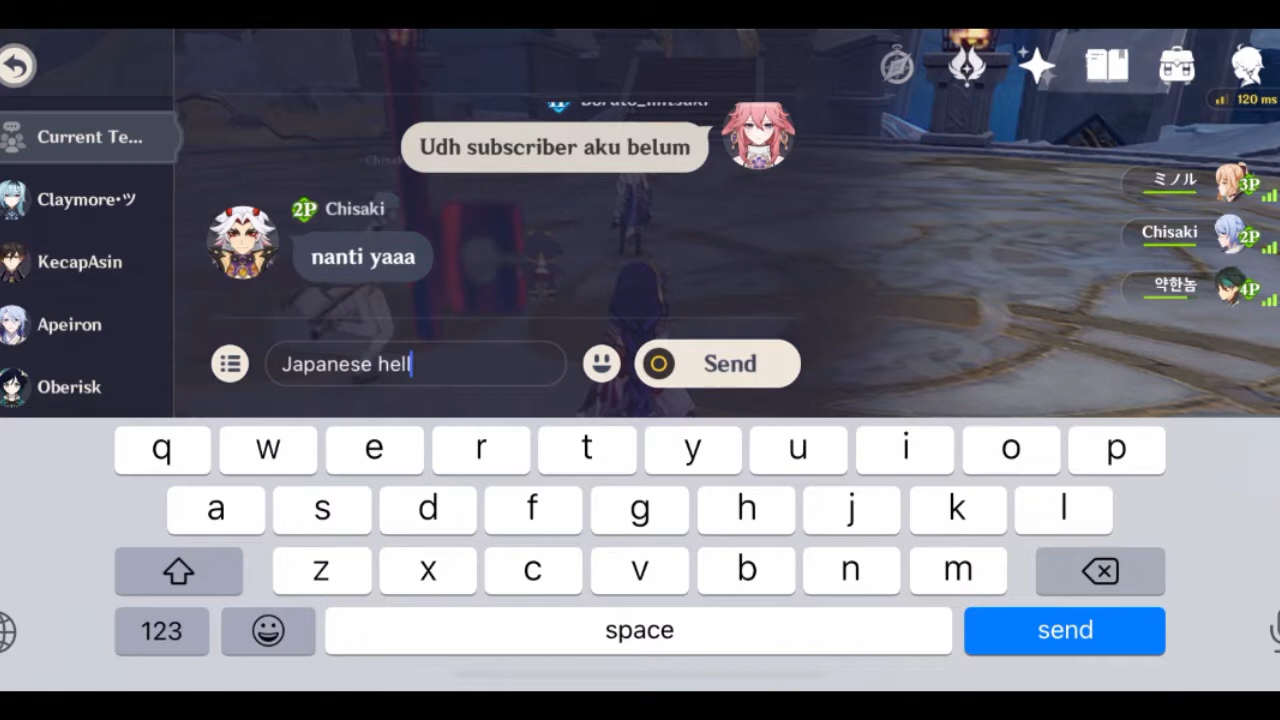 120 ms
Current Te...
Udh subscriber aku belum
Claymore•ツ
ミノル
3P
2P Chisaki
Chisaki
2P
nanti yaaa
KecapAsin
약한놈
4P
Apeiron
Japanese hell
Send
Oberisk
q w e r t y u i o p
a s d f g h j k l
z x c v b n m
123
space
send